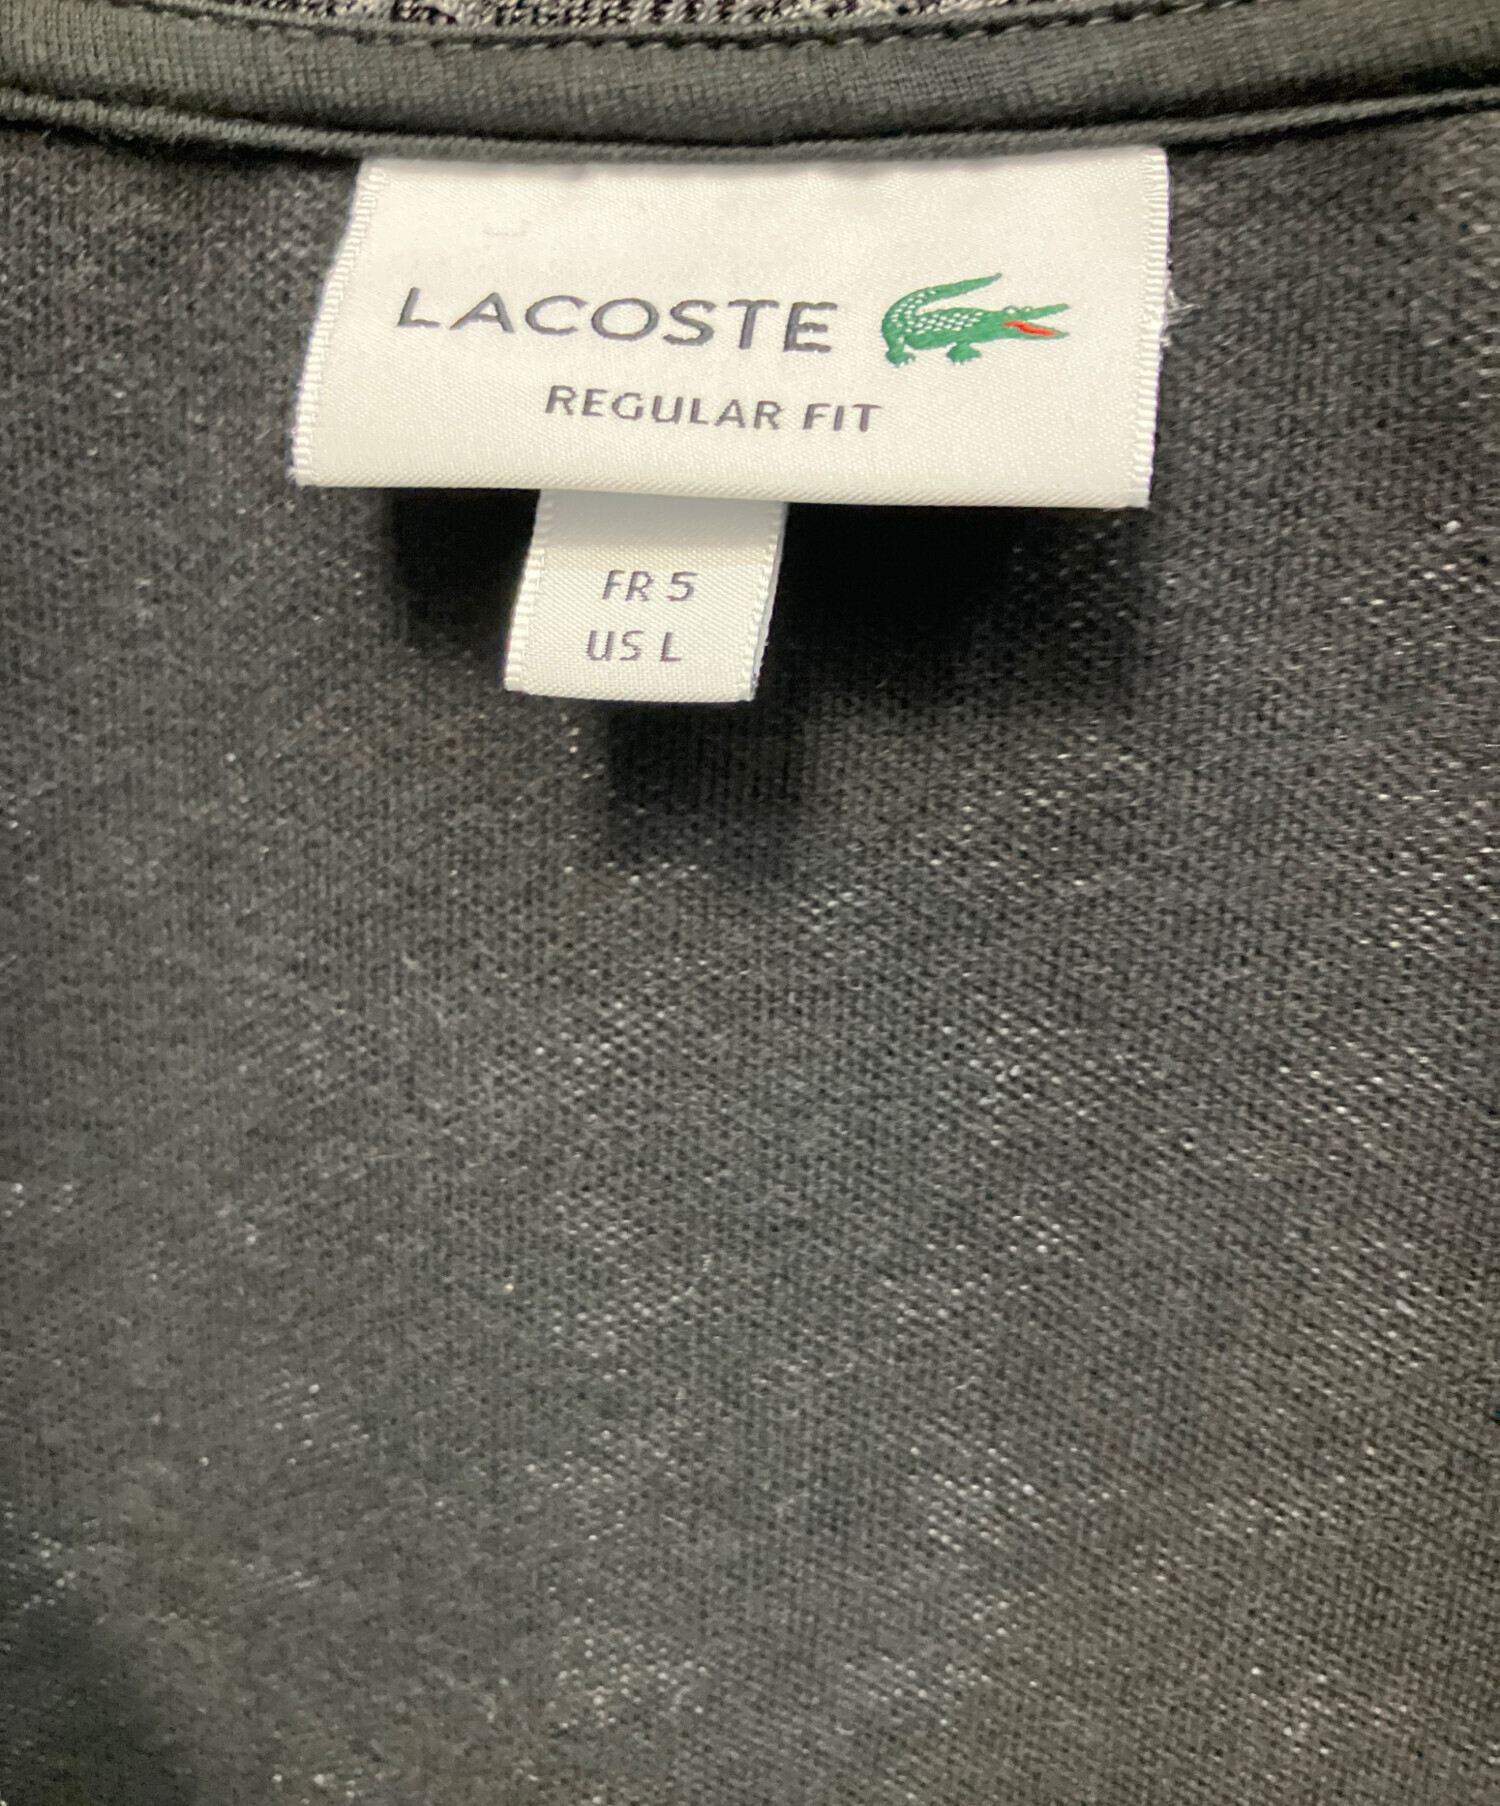 LACOSTE
REGULAR FIT
FR 5
US L